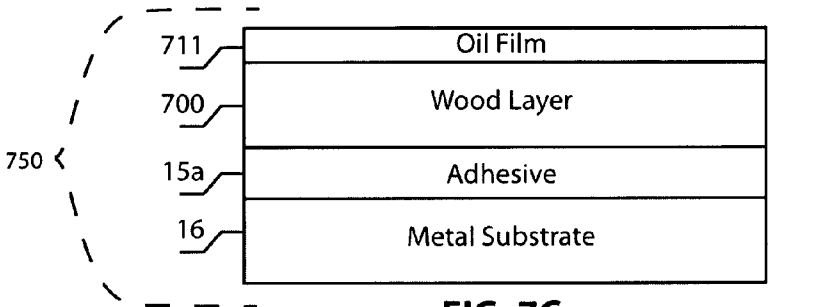 711 Oil Film
700 Wood Layer
750
15a Adhesive
16 Metal Substrate
FIG. 7C